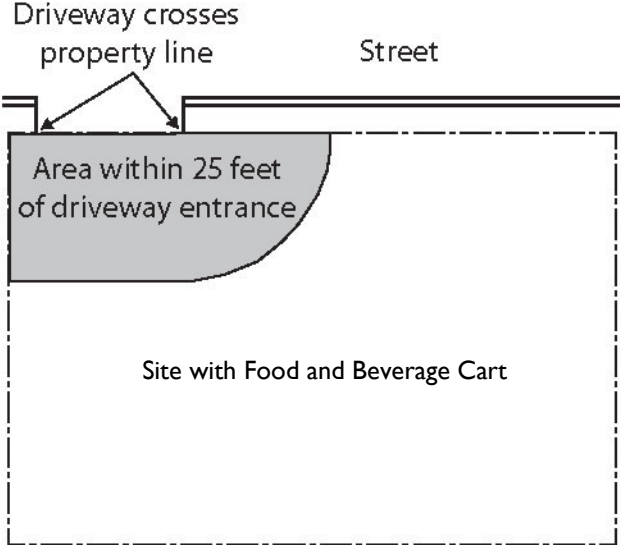 Driveway crosses
property line
Street
Area within 25 feet
of driveway entrance
Site with Food and Beverage Cart